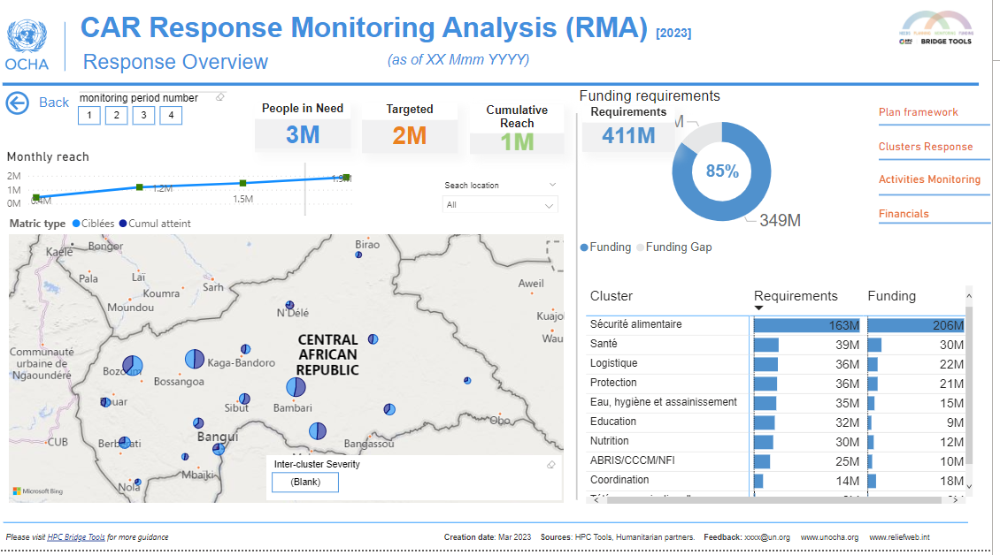 CAR Response Monitoring Analysis (RMA) [2023]
OCHA
Response Overview
(as of XX Mmm YYYY)
BRIDGE TOOLS
Back
monitoring period number
1 2 3 4
People in Need
3M
Targeted
2M
Cumulative
Reach
1M
Funding requirements
Requirements
411M
85%
349M
Funding Funding Gap
Plan framework
Clusters Response
Activities Monitoring
Financials
Monthly reach
2M
1M
0M
0.4M
1.2M
1.5M
1.9M
Seach location
All
Matric type Ciblées Cumul atteint
Kaélé
Bongor
Birao
Pala
Laï
Koumra
Sarh
Moundou
Aweil
Kuajo
Wau
N'Délé
CENTRAL
AFRICAN
REPUBLIC
Communauté
urbaine de
Ngaoundéré
Kaga-Bandoro
Bossangoa
Sibut
Bambari
Bangui
CUB
Bangassou
Obo
Mbaiki
Nola
Inter-cluster Severity
(Blank)
Microsoft Bing
Cluster Requirements Funding
Sécurité alimentaire 163M 206M
Santé 39M 30M
Logistique 36M 22M
Protection 36M 21M
Eau, hygiène et assainissement 35M 15M
Education 32M 9M
Nutrition 30M 12M
ABRIS/CCCM/NFI 25M 10M
Coordination 14M 18M
Please visit HPC Bridge Tools for more guidance
Creation date: Mar 2023 Sources: HPC Tools, Humanitarian partners. Feedback: xxxx@un.org www.unocha.org www.reliefweb.int